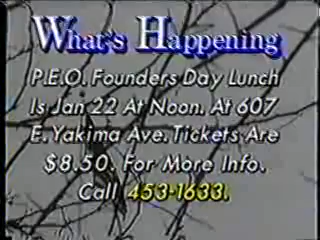 What's Happening
P.E.O. Founders Day Lunch
Is Jan 22 At Noon. At 607
E. Yakima Ave. Tickets Are
$8.50. For More Info.
Call 453-1633.